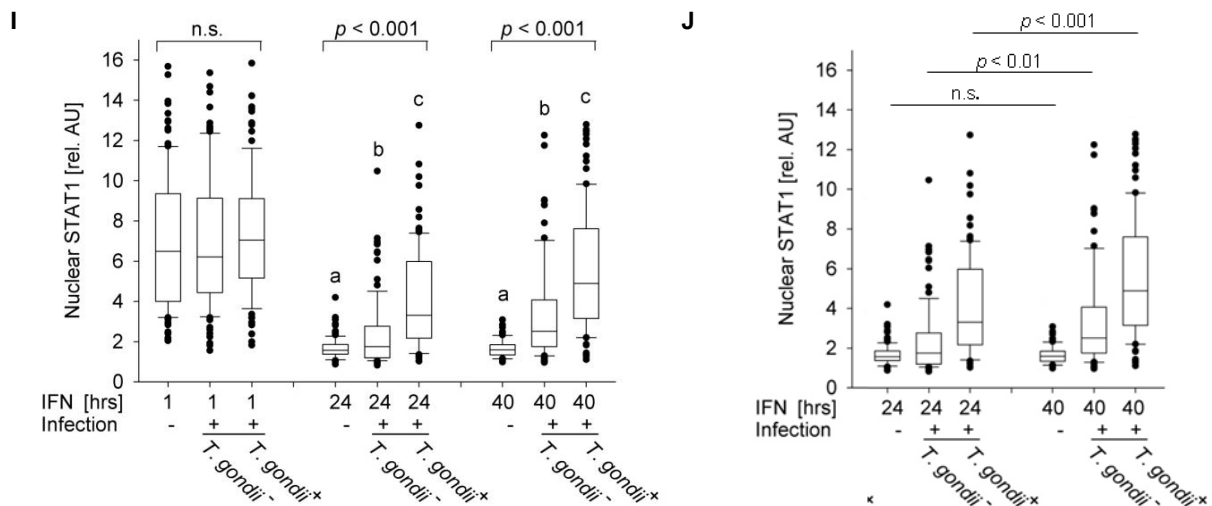 I
n.s.
p < 0.001
p < 0.001
Nuclear STAT1 [rel. AU]
16
14
12
10
8
6
4
2
0
a
b
c
a
b
c
IFN [hrs] 1 1 1 24 24 24 40 40 40
Infection - + + - + + - + +
T. gondii -
T. gondii +
T. gondii -
T. gondii +
T. gondii -
T. gondii +
J
p < 0.001
p < 0.01
n.s.
Nuclear STAT1 [rel. AU]
16
14
12
10
8
6
4
2
0
IFN [hrs] 24 24 24 40 40 40
Infection - + + - + +
T. gondii -
T. gondii +
T. gondii -
T. gondii +